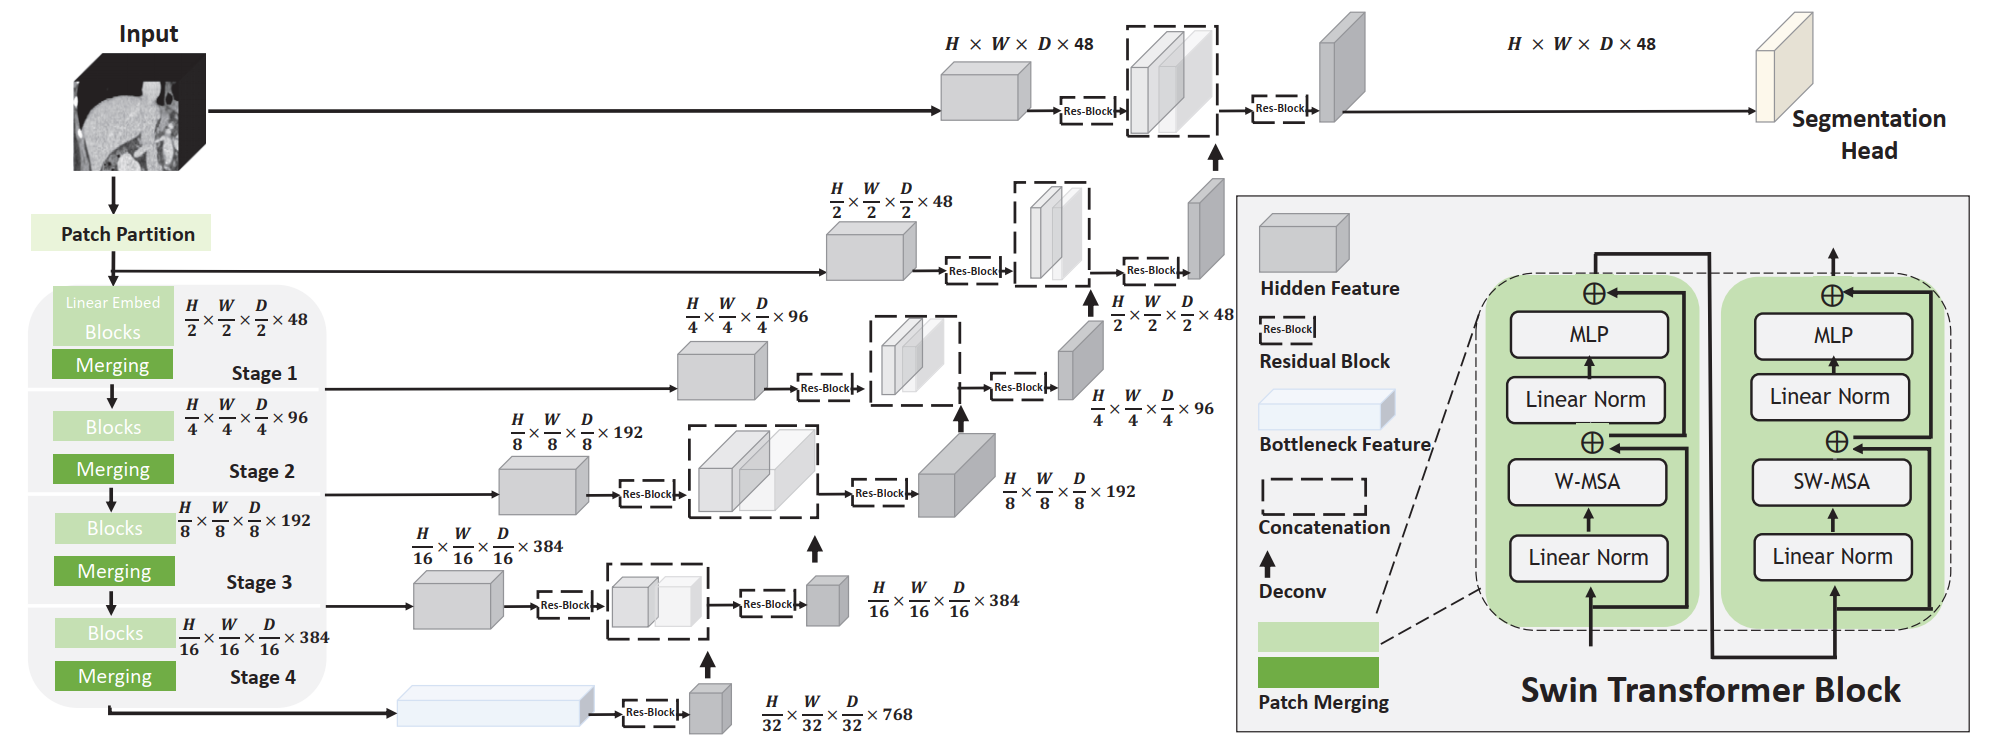 Input
Patch Partition
Linear Embed
Blocks
H/2 × W/2 × D/2 × 48
Merging
Stage 1
Blocks
H/4 × W/4 × D/4 × 96
Merging
Stage 2
Blocks
H/8 × W/8 × D/8 × 192
Merging
Stage 3
Blocks
H/16 × W/16 × D/16 × 384
Merging
Stage 4
H × W × D × 48
Res-Block
Res-Block
H × W × D × 48
Segmentation
Head
H/2 × W/2 × D/2 × 48
Res-Block
Res-Block
H/2 × W/2 × D/2 × 48
H/4 × W/4 × D/4 × 96
Res-Block
Res-Block
H/4 × W/4 × D/4 × 96
H/8 × W/8 × D/8 × 192
Res-Block
Res-Block
H/8 × W/8 × D/8 × 192
H/16 × W/16 × D/16 × 384
Res-Block
Res-Block
H/16 × W/16 × D/16 × 384
Res-Block
H/32 × W/32 × D/32 × 768
Hidden Feature
Res-Block
Residual Block
Bottleneck Feature
Concatenation
Deconv
Patch Merging
MLP
Linear Norm
W-MSA
Linear Norm
MLP
Linear Norm
SW-MSA
Linear Norm
Swin Transformer Block